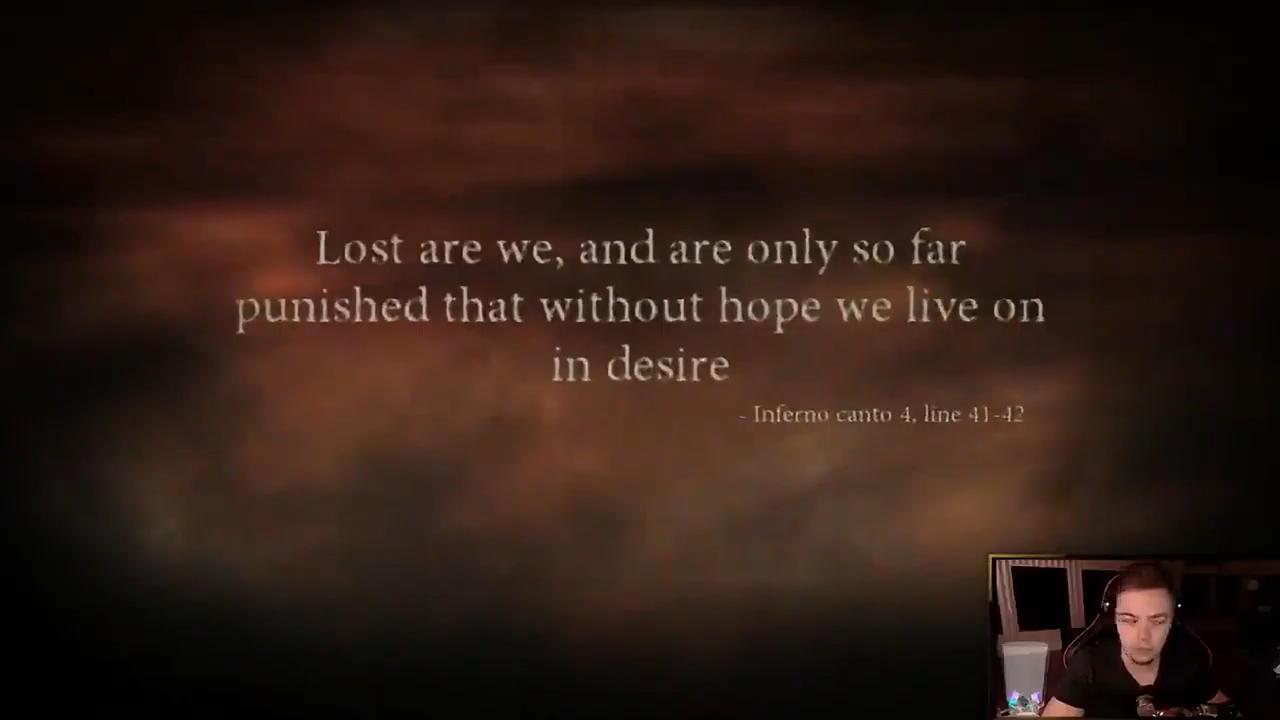 Lost are we, and are only so far
punished that without hope we live on
in desire
- Inferno canto 4, line 41-42